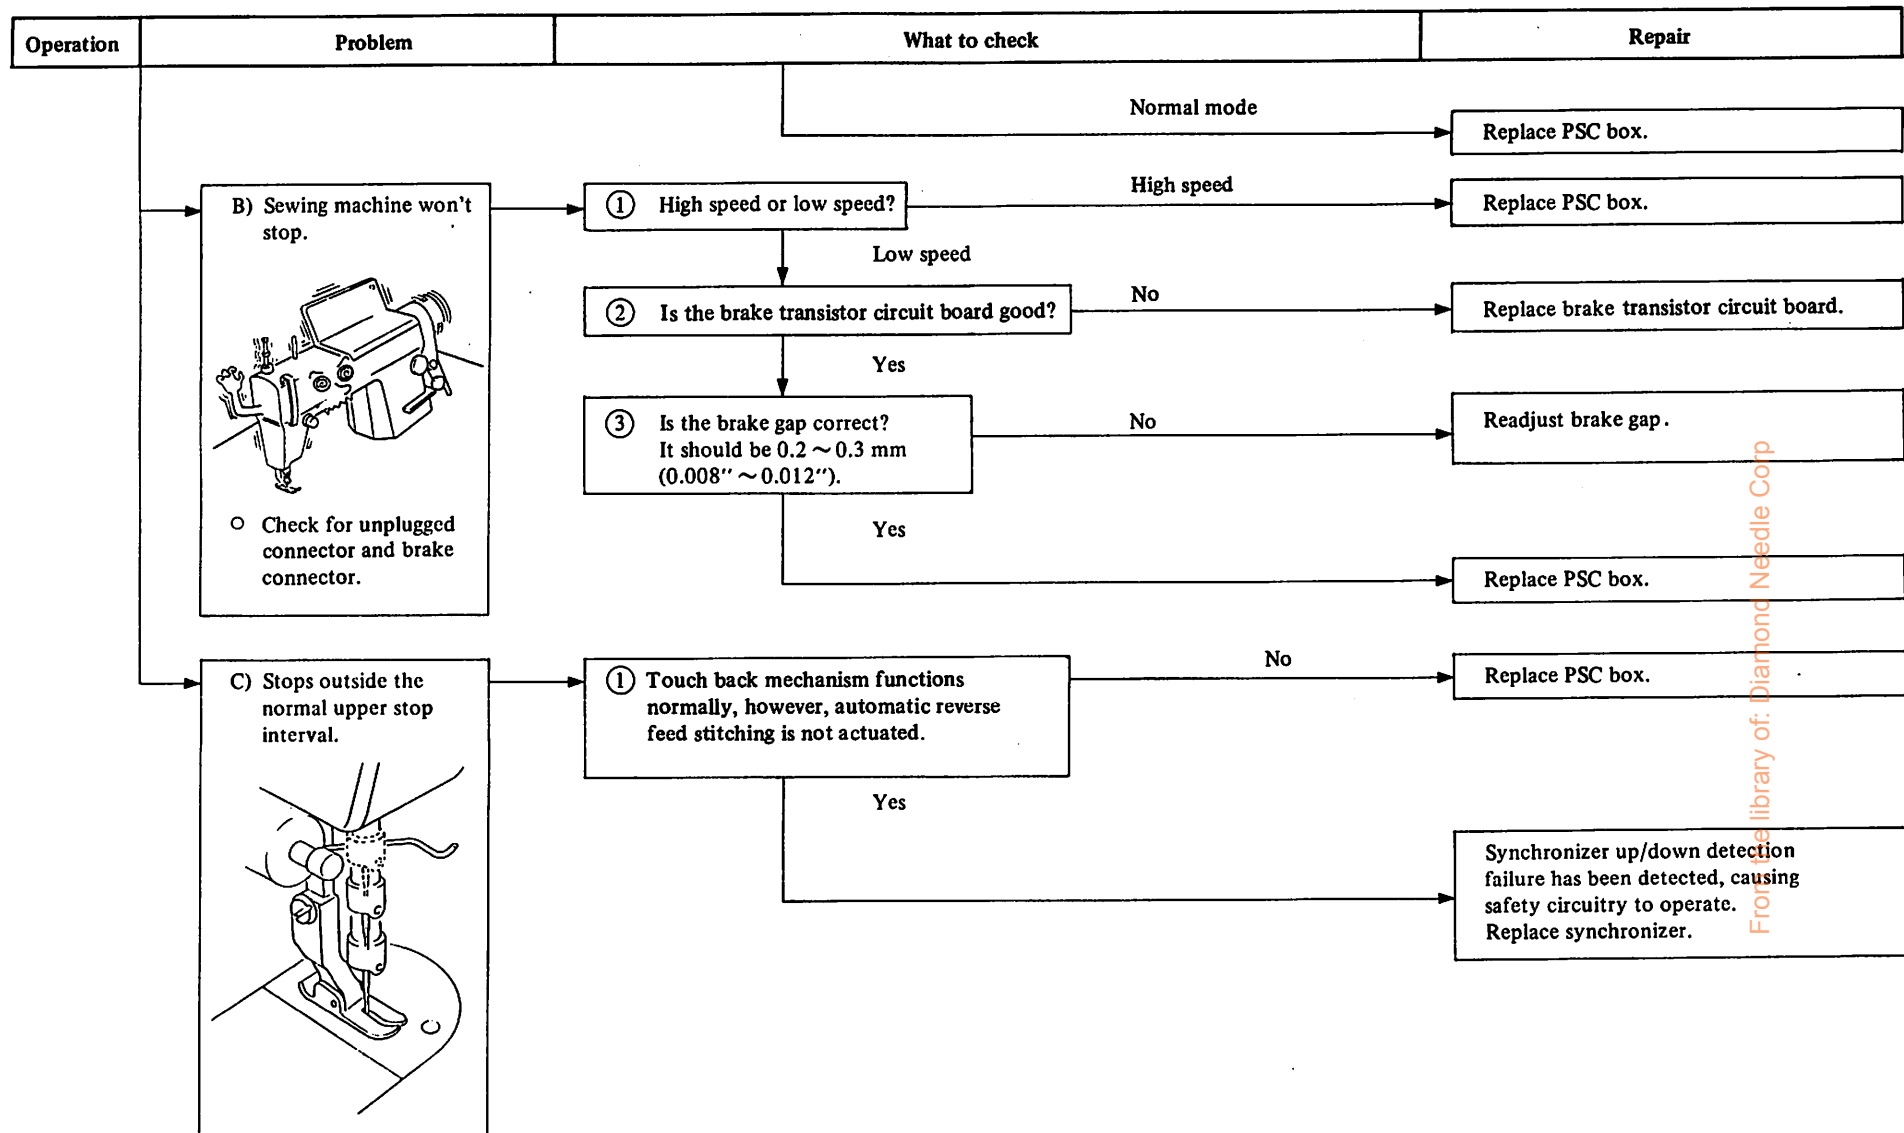 Operation Problem What to check Repair
Normal mode
Replace PSC box.
B) Sewing machine won't
stop.
① High speed or low speed?
High speed
Replace PSC box.
Low speed
② Is the brake transistor circuit board good?
No
Replace brake transistor circuit board.
Yes
③ Is the brake gap correct?
It should be 0.2 ~ 0.3 mm
(0.008″ ~ 0.012″).
No
Readjust brake gap.
○ Check for unplugged
connector and brake
connector.
Yes
Replace PSC box.
C) Stops outside the
normal upper stop
interval.
① Touch back mechanism functions
normally, however, automatic reverse
feed stitching is not actuated.
No
Replace PSC box.
Yes
Synchronizer up/down detection
failure has been detected, causing
safety circuitry to operate.
Replace synchronizer.
From the library of: Diamond Needle Corp